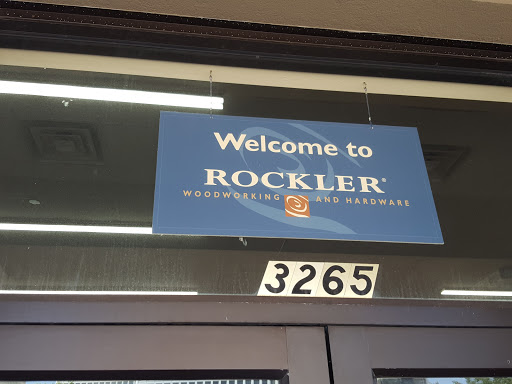 Welcome to
ROCKLER®
WOODWORKING AND HARDWARE
3265